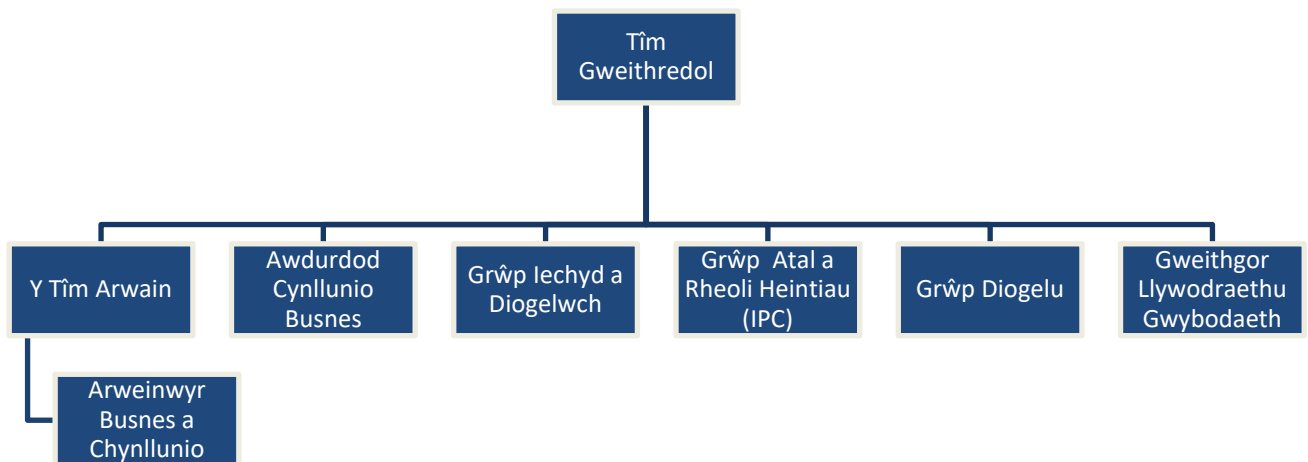 Tîm
Gweithredol
Y Tîm Arwain
Awdurdod
Cynllunio
Busnes
Grŵp Iechyd a
Diogelwch
Grŵp Atal a
Rheoli Heintiau
(IPC)
Grŵp Diogelu
Gweithgor
Llywodraethu
Gwybodaeth
Arweinwyr
Busnes a
Chynllunio